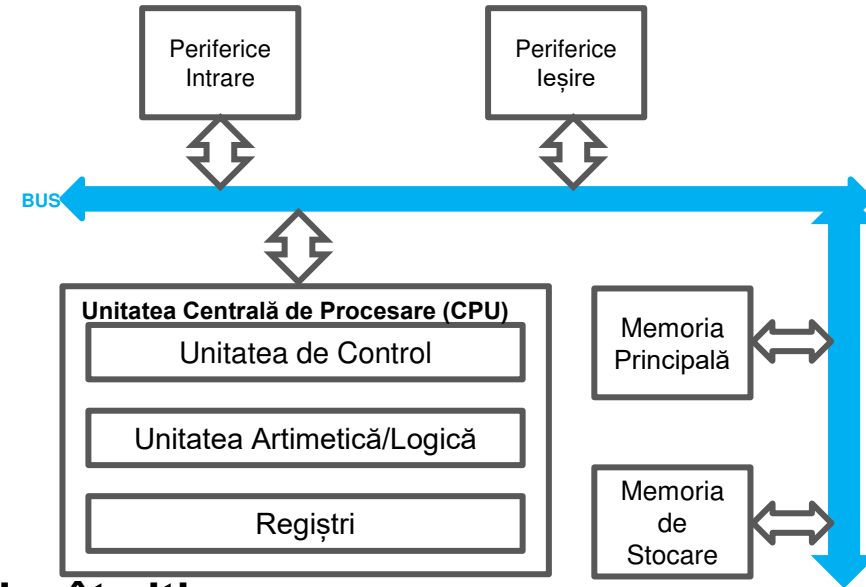 Periferice
Intrare
Periferice
Ieșire
BUS
Unitatea Centrală de Procesare (CPU)
Unitatea de Control
Unitatea Artimetică/Logică
Regiștri
Memoria
Principală
Memoria
de
Stocare